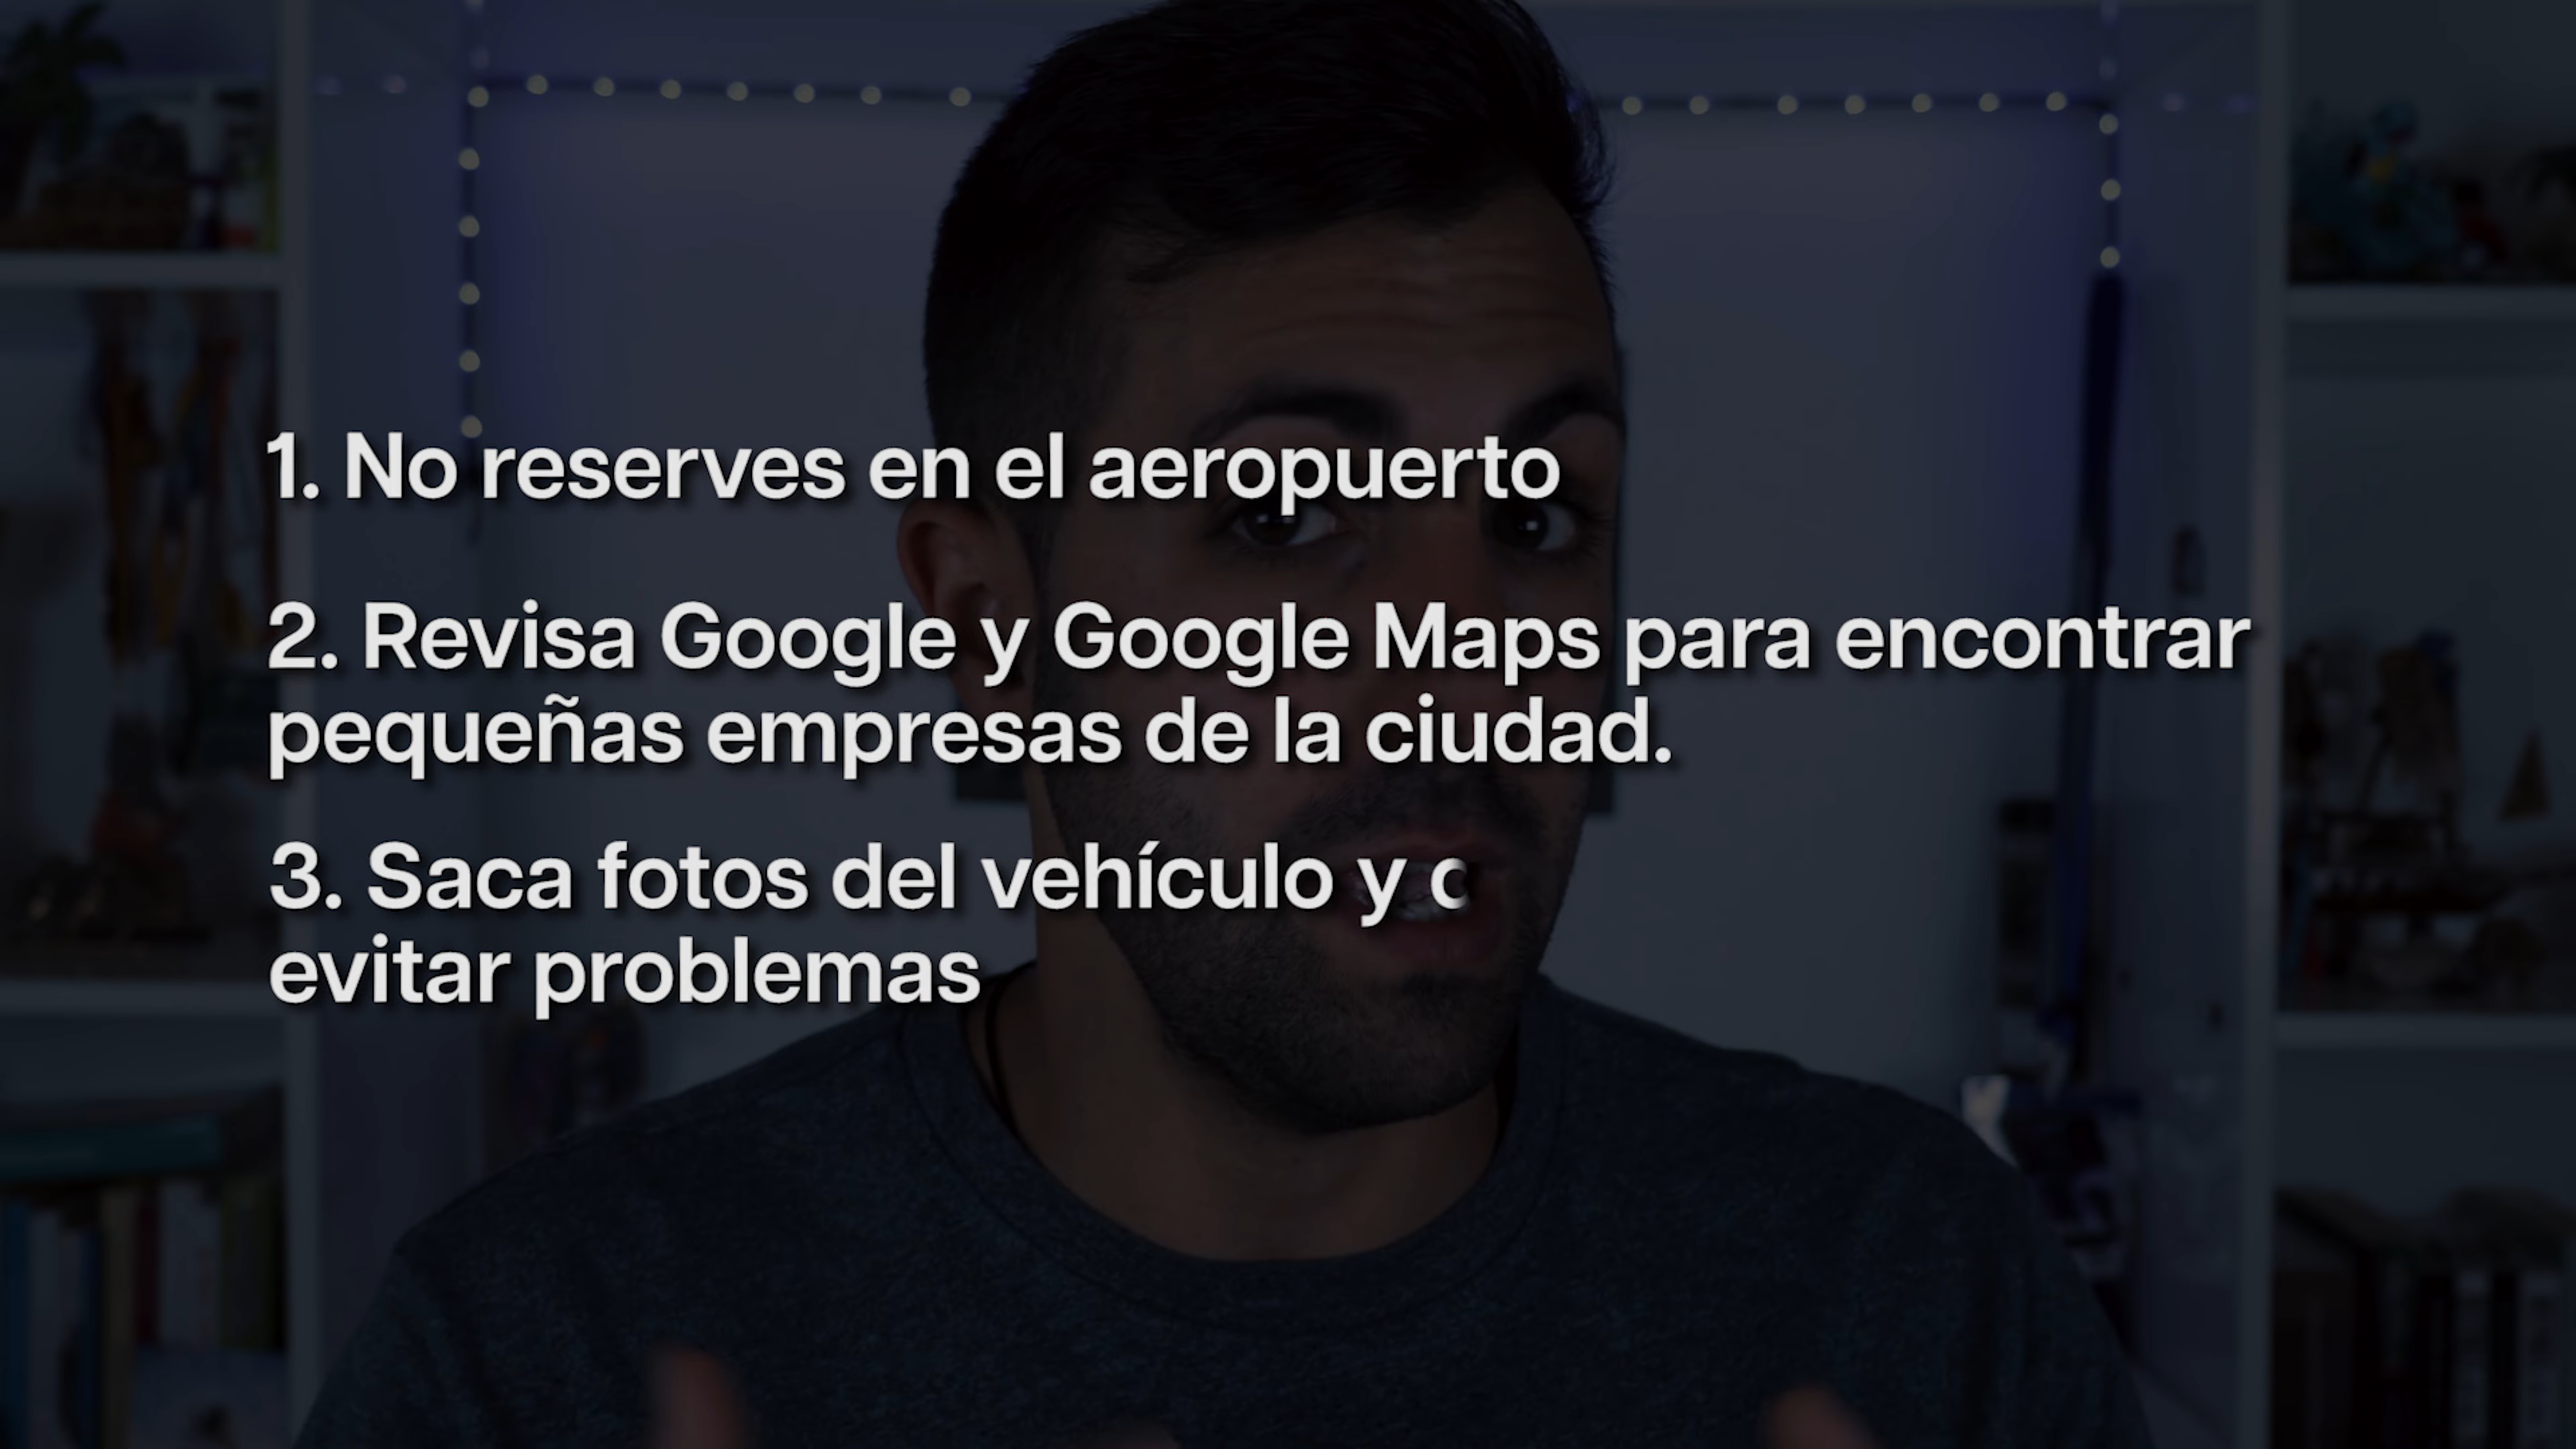 1. No reserves en el aeropuerto
2. Revisa Google y Google Maps para encontrar
pequeñas empresas de la ciudad.
3. Saca fotos del vehículo y
evitar problemas